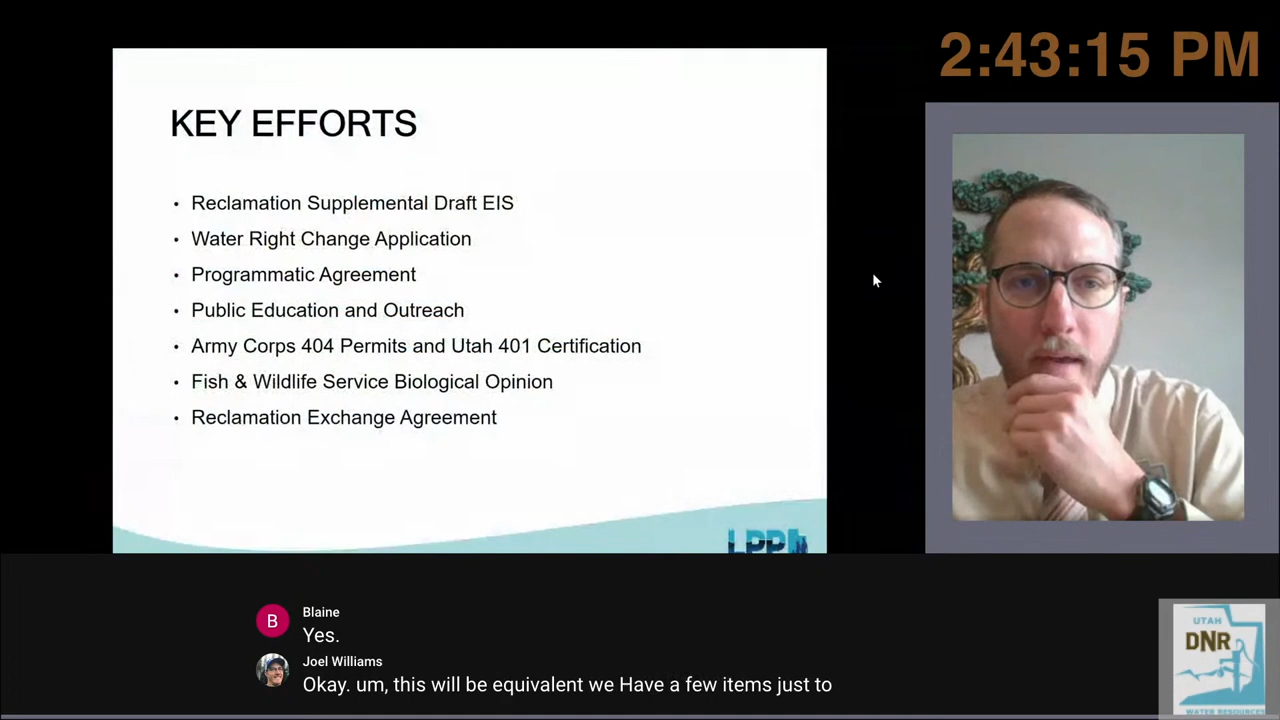 2:43:15 PM
KEY EFFORTS
• Reclamation Supplemental Draft EIS
• Water Right Change Application
• Programmatic Agreement
• Public Education and Outreach
• Army Corps 404 Permits and Utah 401 Certification
• Fish & Wildlife Service Biological Opinion
• Reclamation Exchange Agreement
LPP
B
Blaine
Yes.
Joel Williams
Okay. um, this will be equivalent we Have a few items just to
UTAH
DNR
WATER RESOURCES